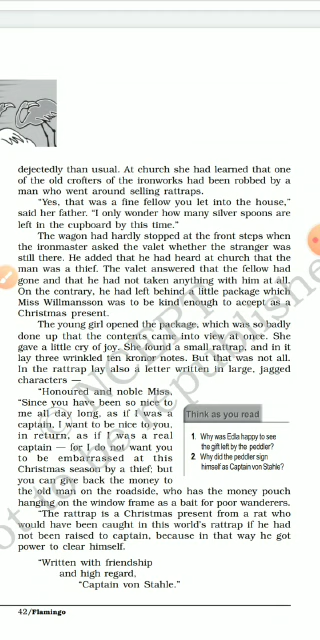 dejectedly than usual. At church she had learned that one
of the old crofters of the ironworks had been robbed by a
man who went around selling rattraps.
"Yes, that was a fine fellow you let into the house,"
said her father. "I only wonder how many silver spoons are
left in the cupboard by this time."
The wagon had hardly stopped at the front steps when
the ironmaster asked the valet whether the stranger was
still there. He added that he had heard at church that the
man was a thief. The valet answered that the fellow had
gone and that he had not taken anything with him at all.
On the contrary, he had left behind a little package which
Miss Willmansson was to be kind enough to accept as a
Christmas present.
The young girl opened the package, which was so badly
done up that the contents came into view at once. She
gave a little cry of joy. She found a small rattrap, and in it
lay three wrinkled ten kronor notes. But that was not all.
In the rattrap lay also a letter written in large, jagged
characters —
"Honoured and noble Miss,
"Since you have been so nice to
me all day long, as if I was a
captain, I want to be nice to you,
in return, as if I was a real
captain — for I do not want you
to be embarrassed at this
Christmas season by a thief; but
you can give back the money to
the old man on the roadside, who has the money pouch
hanging on the window frame as a bait for poor wanderers.
"The rattrap is a Christmas present from a rat who
would have been caught in this world's rattrap if he had
not been raised to captain, because in that way he got
power to clear himself.
"Written with friendship
and high regard,
"Captain von Stahle."
Think as you read
1 Why was Edla happy to see
the gift left by the peddler?
2 Why did the peddler sign
himself as Captain von Stahle?
42/Flamingo
not to be republished